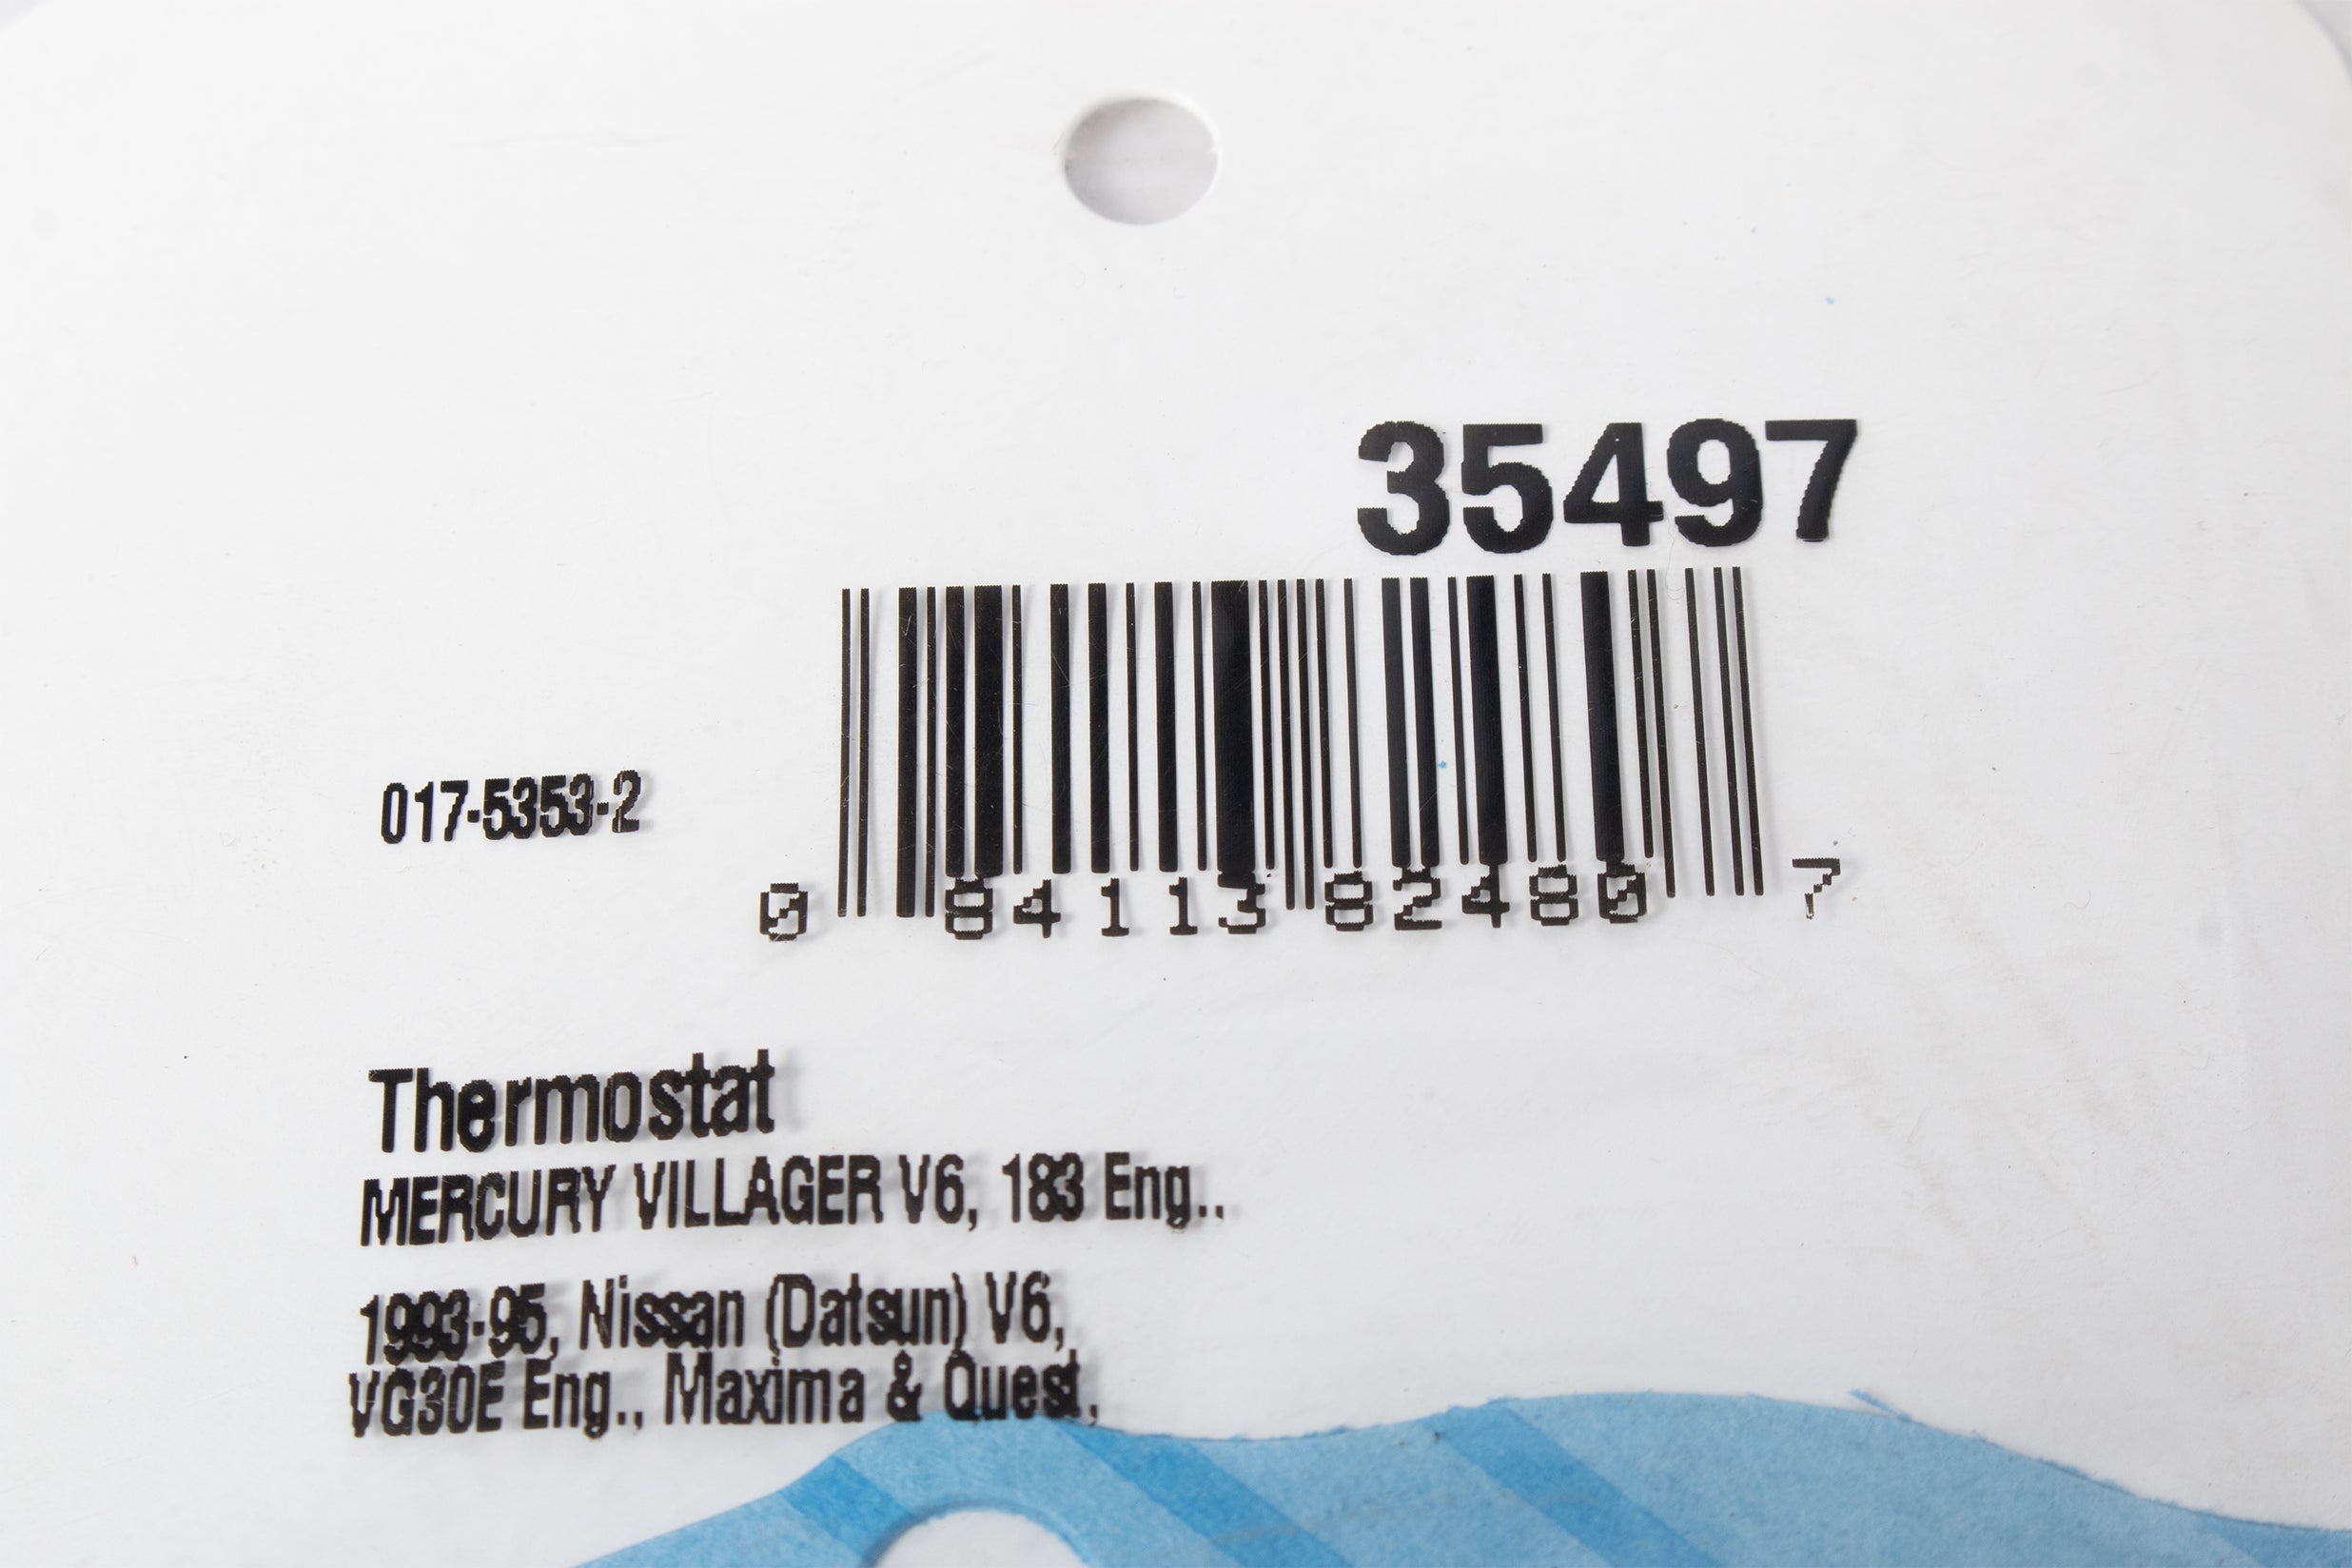 35497
017-5353-2
0 84113 82480 7
Thermostat
MERCURY VILLAGER V6, 183 Eng..
1993-95, Nissan (Datsun) V6,
VG30E Eng., Maxima & Quest,